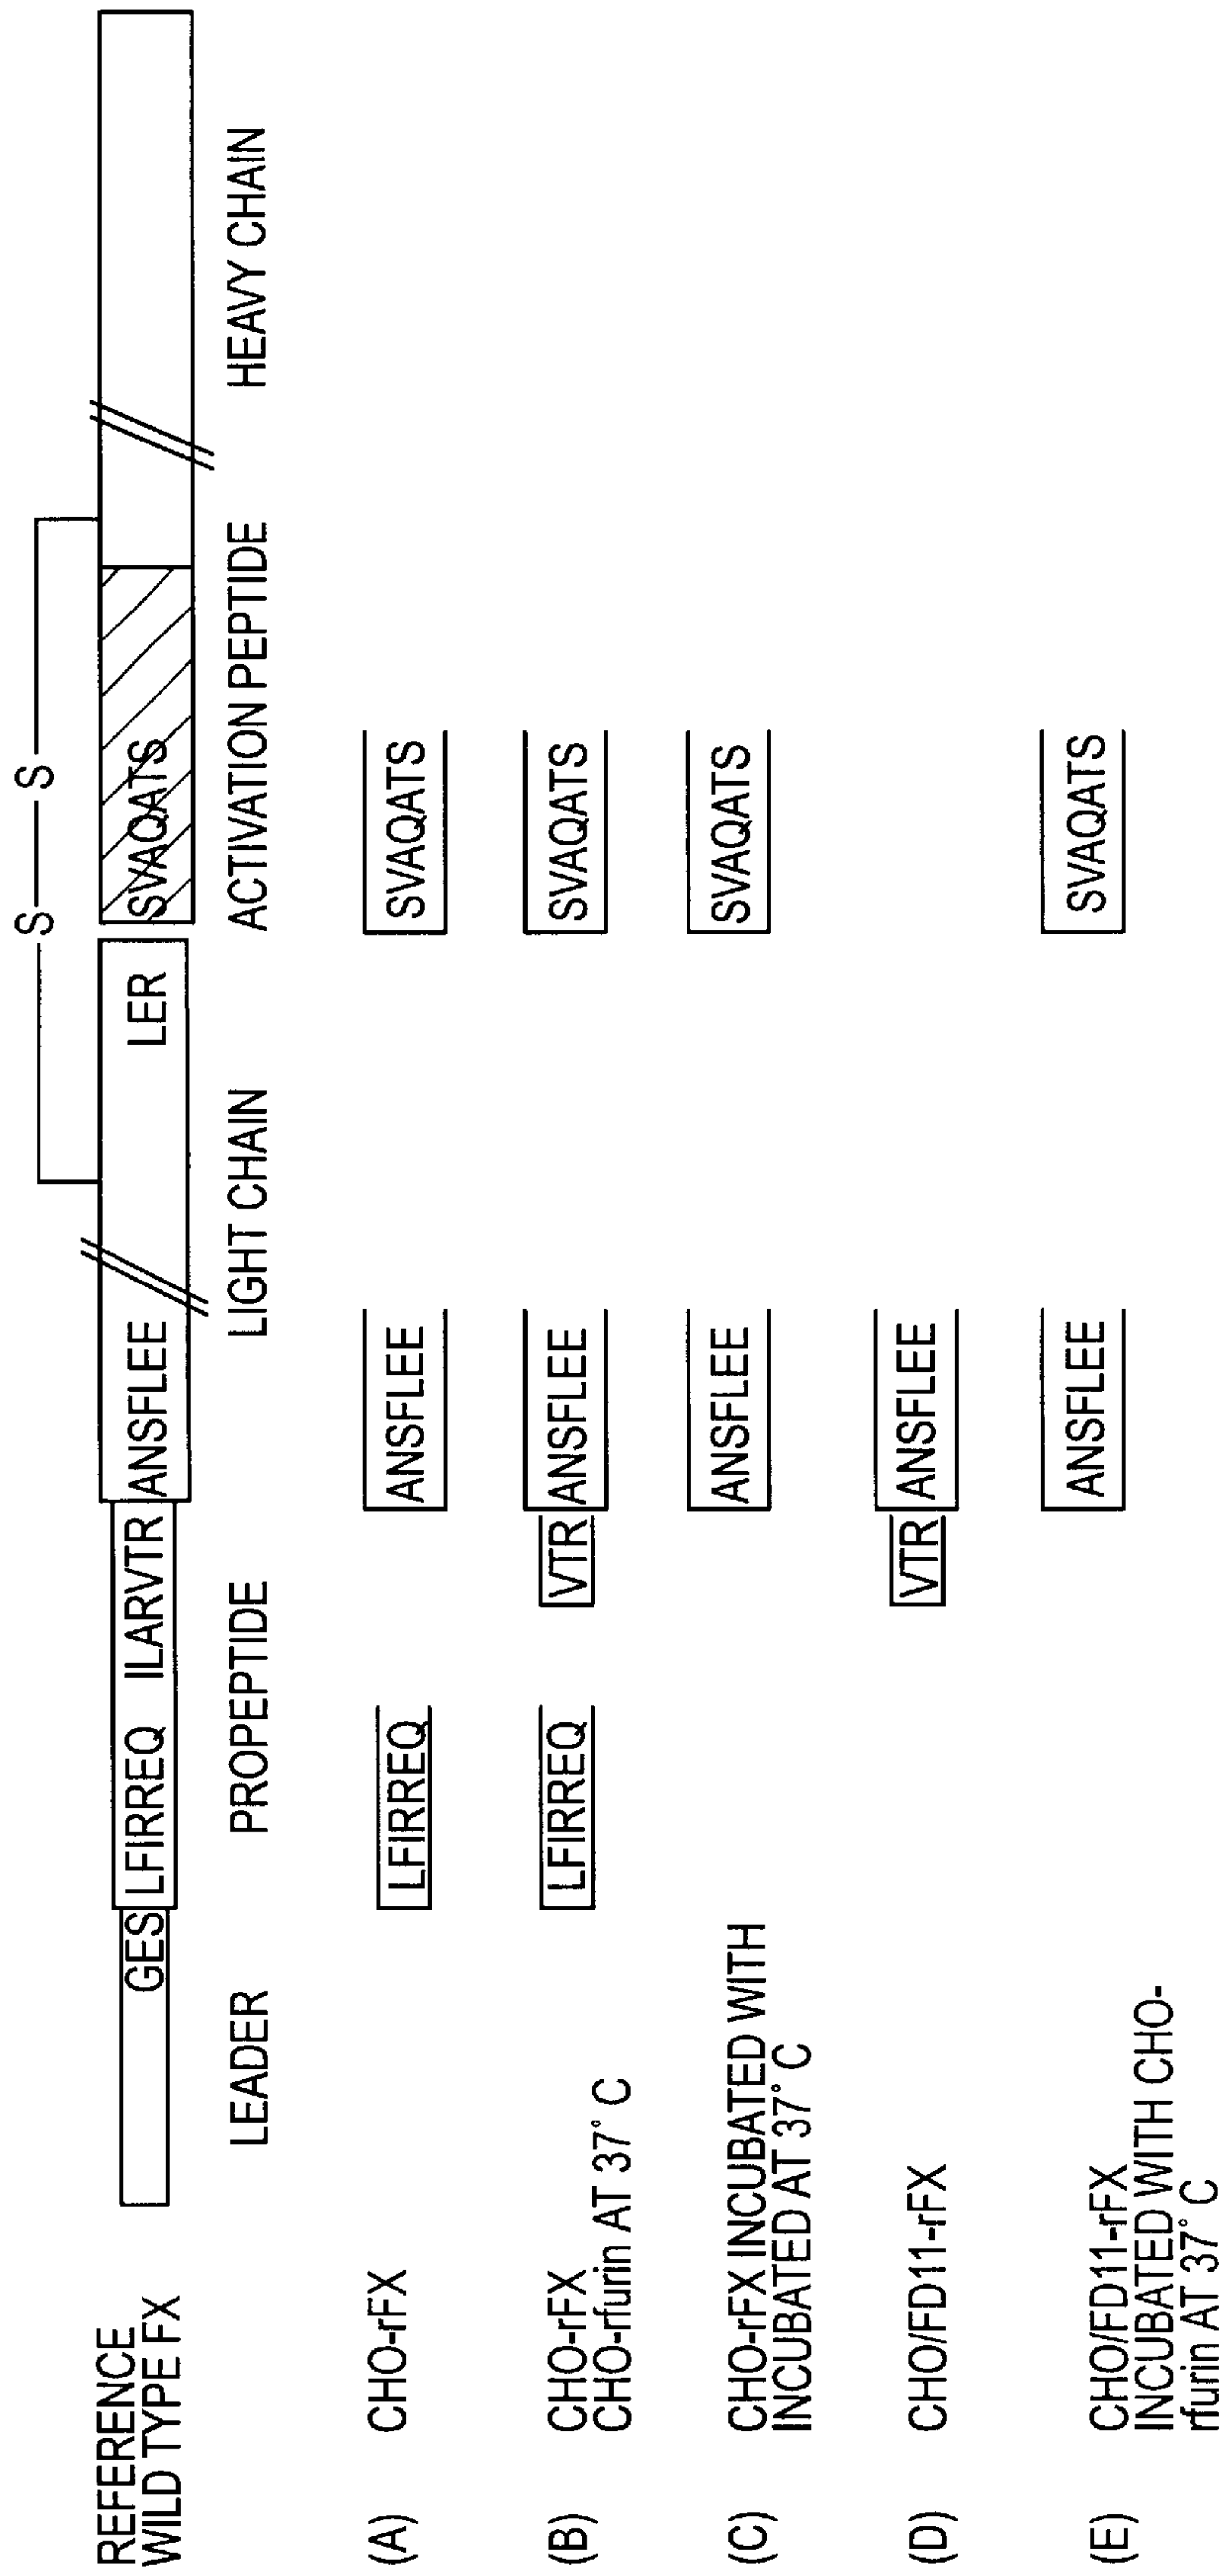 REFERENCE
WILD TYPE FX
S S
GES LFIRREQ ILARVTR ANSFLEE LER SVAQATS
LEADER PROPEPTIDE LIGHT CHAIN ACTIVATION PEPTIDE HEAVY CHAIN
(A) CHO-rFX LFIRREQ ANSFLEE SVAQATS
(B) CHO-rFX
CHO-rfurin AT 37° C
LFIRREQ VTR ANSFLEE SVAQATS
(C) CHO-rFX INCUBATED WITH
INCUBATED AT 37° C
ANSFLEE SVAQATS
(D) CHO/FD11-rFX VTR ANSFLEE
(E) CHO/FD11-rFX
INCUBATED WITH CHO-
rfurin AT 37° C
ANSFLEE SVAQATS